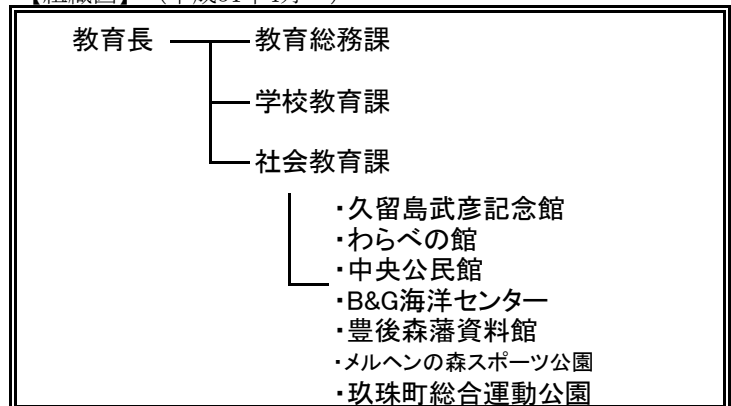 教育長
教育総務課
学校教育課
社会教育課
・久留島武彦記念館
・わらべの館
・中央公民館
・B&G海洋センター
・豊後森藩資料館
・メルヘンの森スポーツ公園
・玖珠町総合運動公園